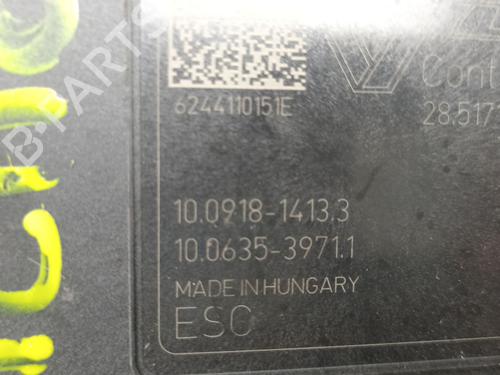 B-PARTS
6244110151E
Cont
28.517
10.0918-1413.3
10.0635-3971.1
MADE IN HUNGARY
ESC